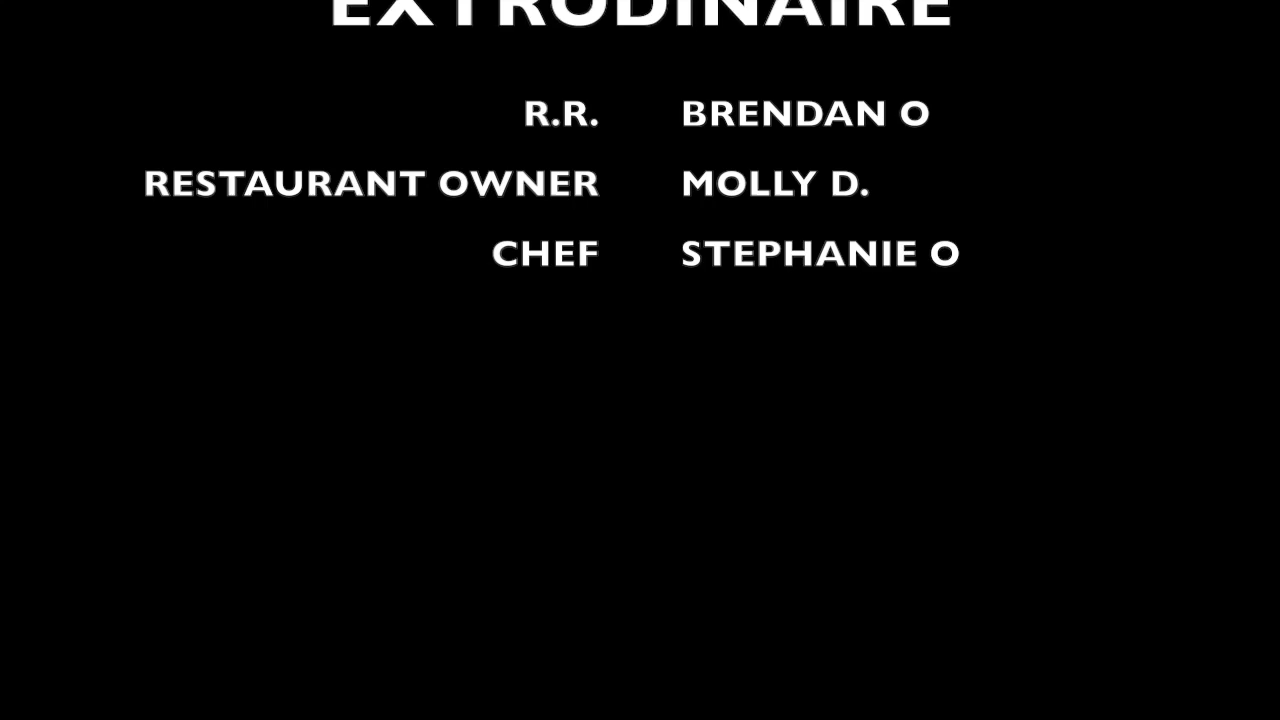 EXTRODINAIRE
R.R. BRENDAN O
RESTAURANT OWNER MOLLY D.
CHEF STEPHANIE O